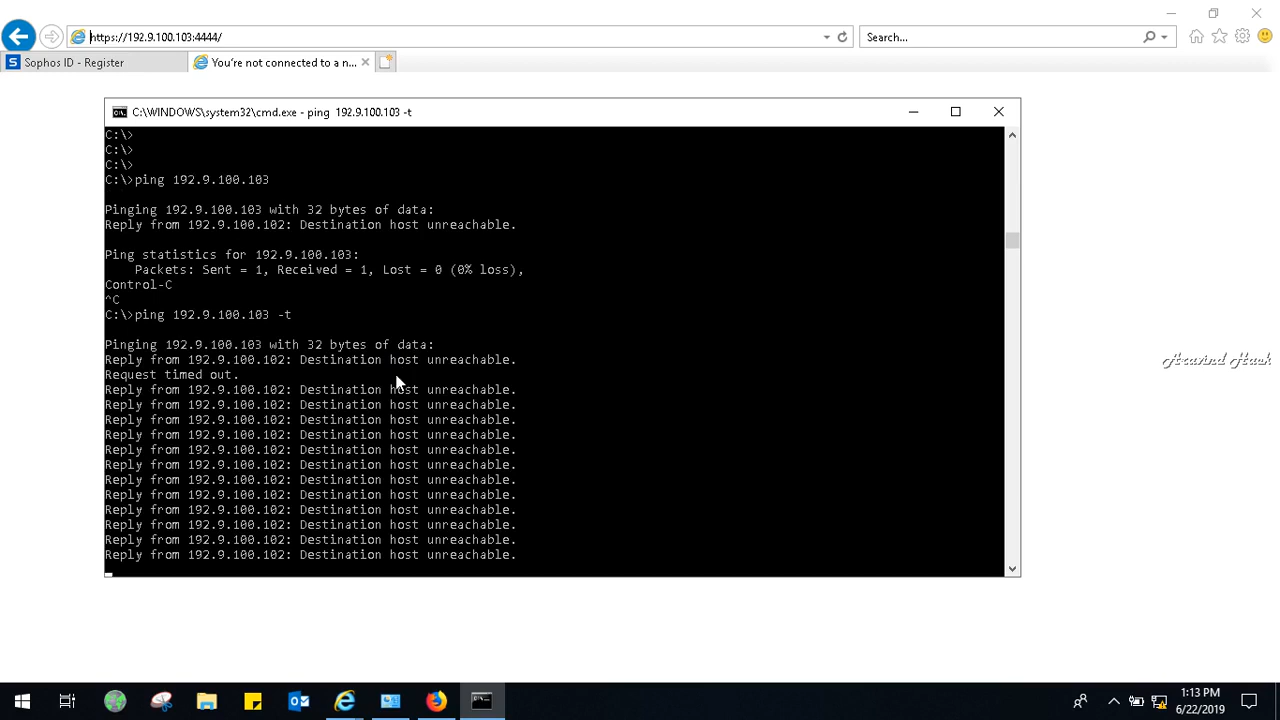 https://192.9.100.103:4444/
Search...
Sophos ID - Register
You're not connected to a n...
C:\WINDOWS\system32\cmd.exe - ping 192.9.100.103 -t
C:\>
C:\>
C:\>
C:\>ping 192.9.100.103
Pinging 192.9.100.103 with 32 bytes of data:
Reply from 192.9.100.102: Destination host unreachable.
Ping statistics for 192.9.100.103:
Packets: Sent = 1, Received = 1, Lost = 0 (0% loss),
Control-C
^C
C:\>ping 192.9.100.103 -t
Pinging 192.9.100.103 with 32 bytes of data:
Reply from 192.9.100.102: Destination host unreachable.
Request timed out.
Reply from 192.9.100.102: Destination host unreachable.
Reply from 192.9.100.102: Destination host unreachable.
Reply from 192.9.100.102: Destination host unreachable.
Reply from 192.9.100.102: Destination host unreachable.
Reply from 192.9.100.102: Destination host unreachable.
Reply from 192.9.100.102: Destination host unreachable.
Reply from 192.9.100.102: Destination host unreachable.
Reply from 192.9.100.102: Destination host unreachable.
Reply from 192.9.100.102: Destination host unreachable.
Reply from 192.9.100.102: Destination host unreachable.
Reply from 192.9.100.102: Destination host unreachable.
Reply from 192.9.100.102: Destination host unreachable.
1:13 PM
6/22/2019